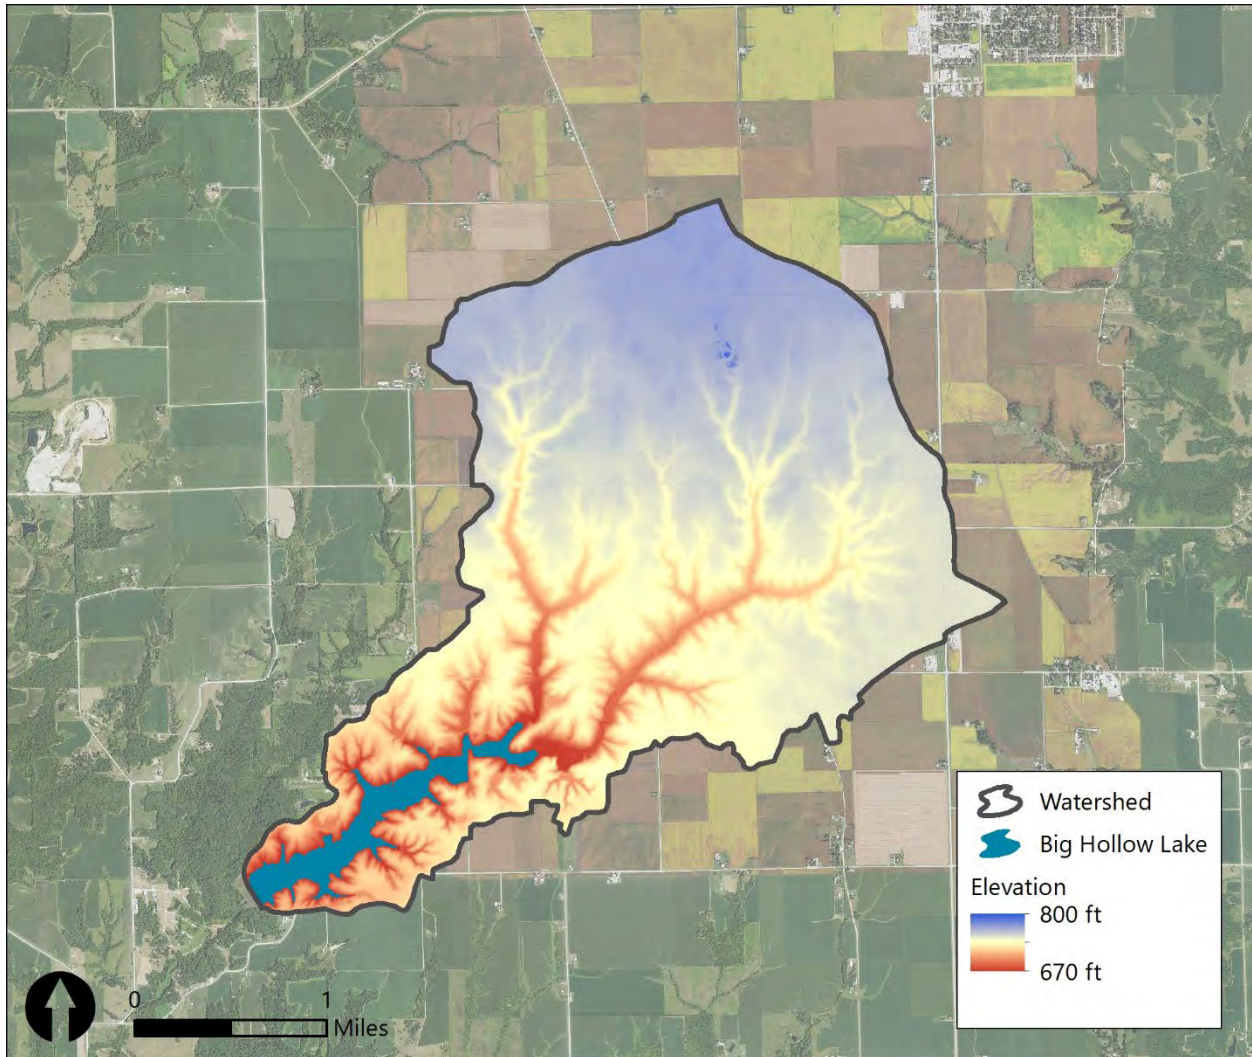 Watershed
Big Hollow Lake
Elevation
800 ft
670 ft
0 1
Miles